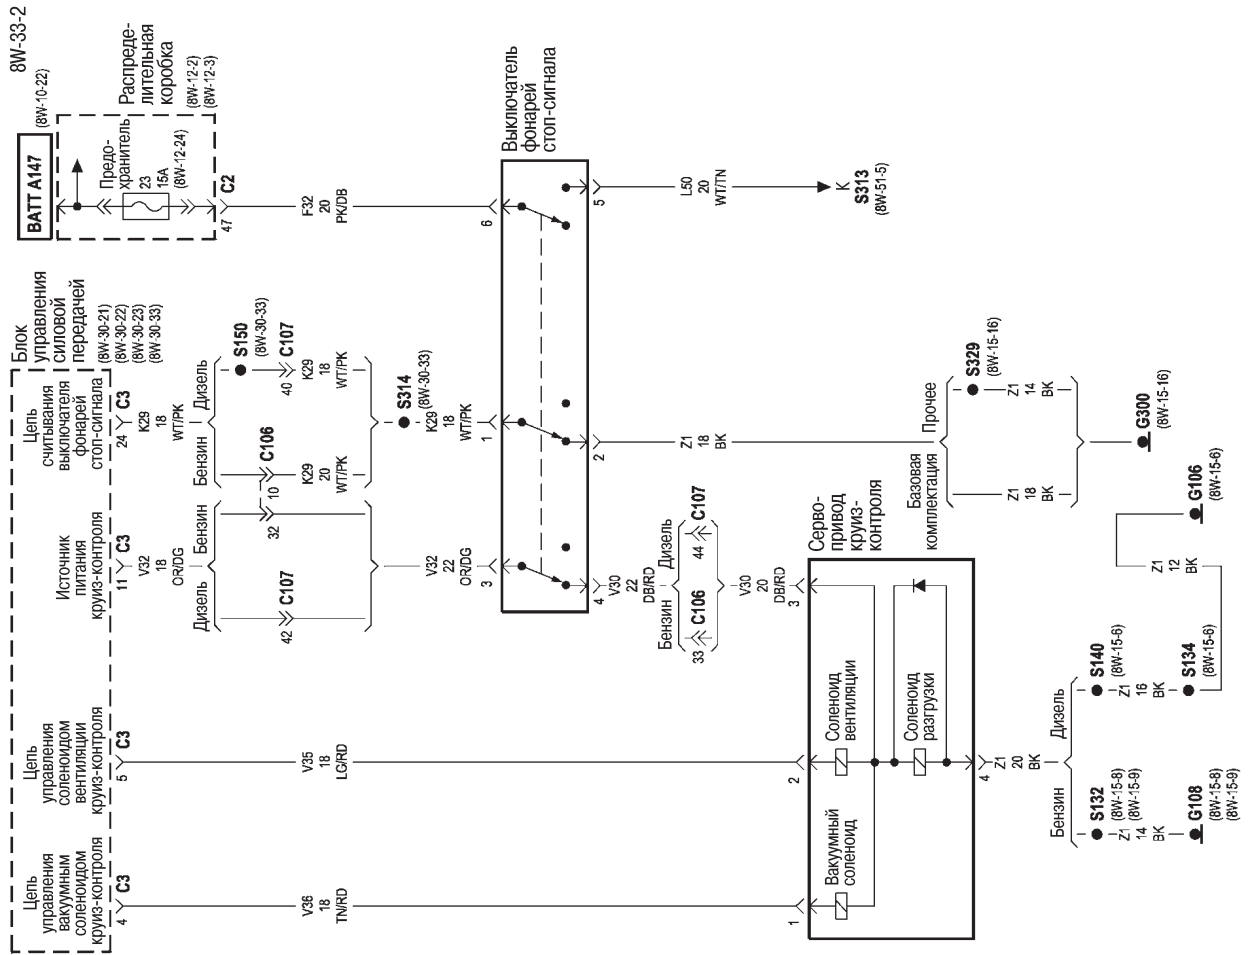 8W-33-2
BATT A147
(8W-10-22)
Распреде-
лительная
коробка
(8W-12-2)
(8W-12-3)
Предо-
хранитель
23
15A
(8W-12-24)
47
C2
F32
20
PK/DB
6
Выключатель
фонарей
стоп-сигнала
5
L50
20
WT/TN
K
S313
(8W-51-5)
Блок
управления
силовой
передачей
(8W-30-21)
(8W-30-22)
(8W-30-23)
(8W-30-33)
Цепь
считывания
выключателя
фонарей
стоп-сигнала
24
C3
K29
18
WT/PK
Бензин
Дизель
S150
(8W-30-33)
40
C107
K29
18
WT/PK
10
C106
K29
20
WT/PK
S314
(8W-30-33)
K29
18
WT/PK
1
2
Z1
18
BK
Базовая
комплектация
Прочее
S329
(8W-15-16)
Z1
14
BK
Z1
18
BK
G300
(8W-15-16)
Источник
питания
круиз-контроля
11
C3
V32
18
OR/DG
Дизель
Бензин
32
42
C107
V32
22
OR/DG
3
4
V30
22
DB/RD
Бензин
Дизель
33
C106
44
C107
V30
20
DB/RD
3
Серво-
привод
круиз-
контроля
Цепь
управления
соленоидом
вентиляции
круиз-контроля
5
C3
V35
18
LG/RD
2
Соленоид
вентиляции
Соленоид
разгрузки
Цепь
управления
вакуумным
соленоидом
круиз-контроля
4
C3
V36
18
TN/RD
1
Вакуумный
соленоид
4
Z1
20
BK
Бензин
Дизель
S132
(8W-15-8)
(8W-15-9)
Z1
14
BK
G108
(8W-15-8)
(8W-15-9)
S140
(8W-15-6)
Z1
16
BK
S134
(8W-15-6)
Z1
12
BK
G106
(8W-15-6)